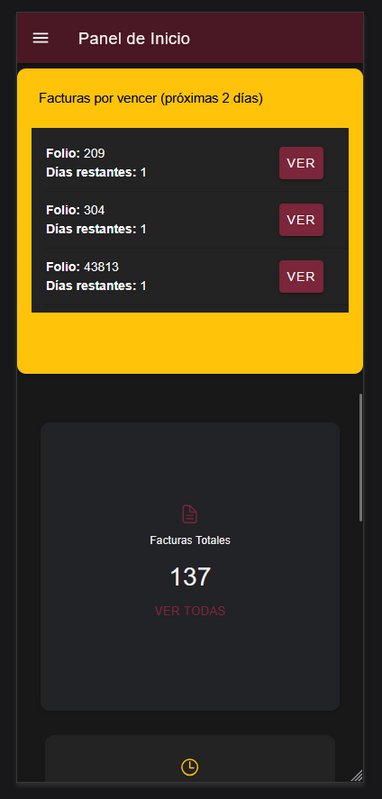 Panel de Inicio
Facturas por vencer (próximas 2 días)
Folio: 209
Días restantes: 1
VER
Folio: 304
Días restantes: 1
VER
Folio: 43813
Días restantes: 1
VER
Facturas Totales
137
VER TODAS